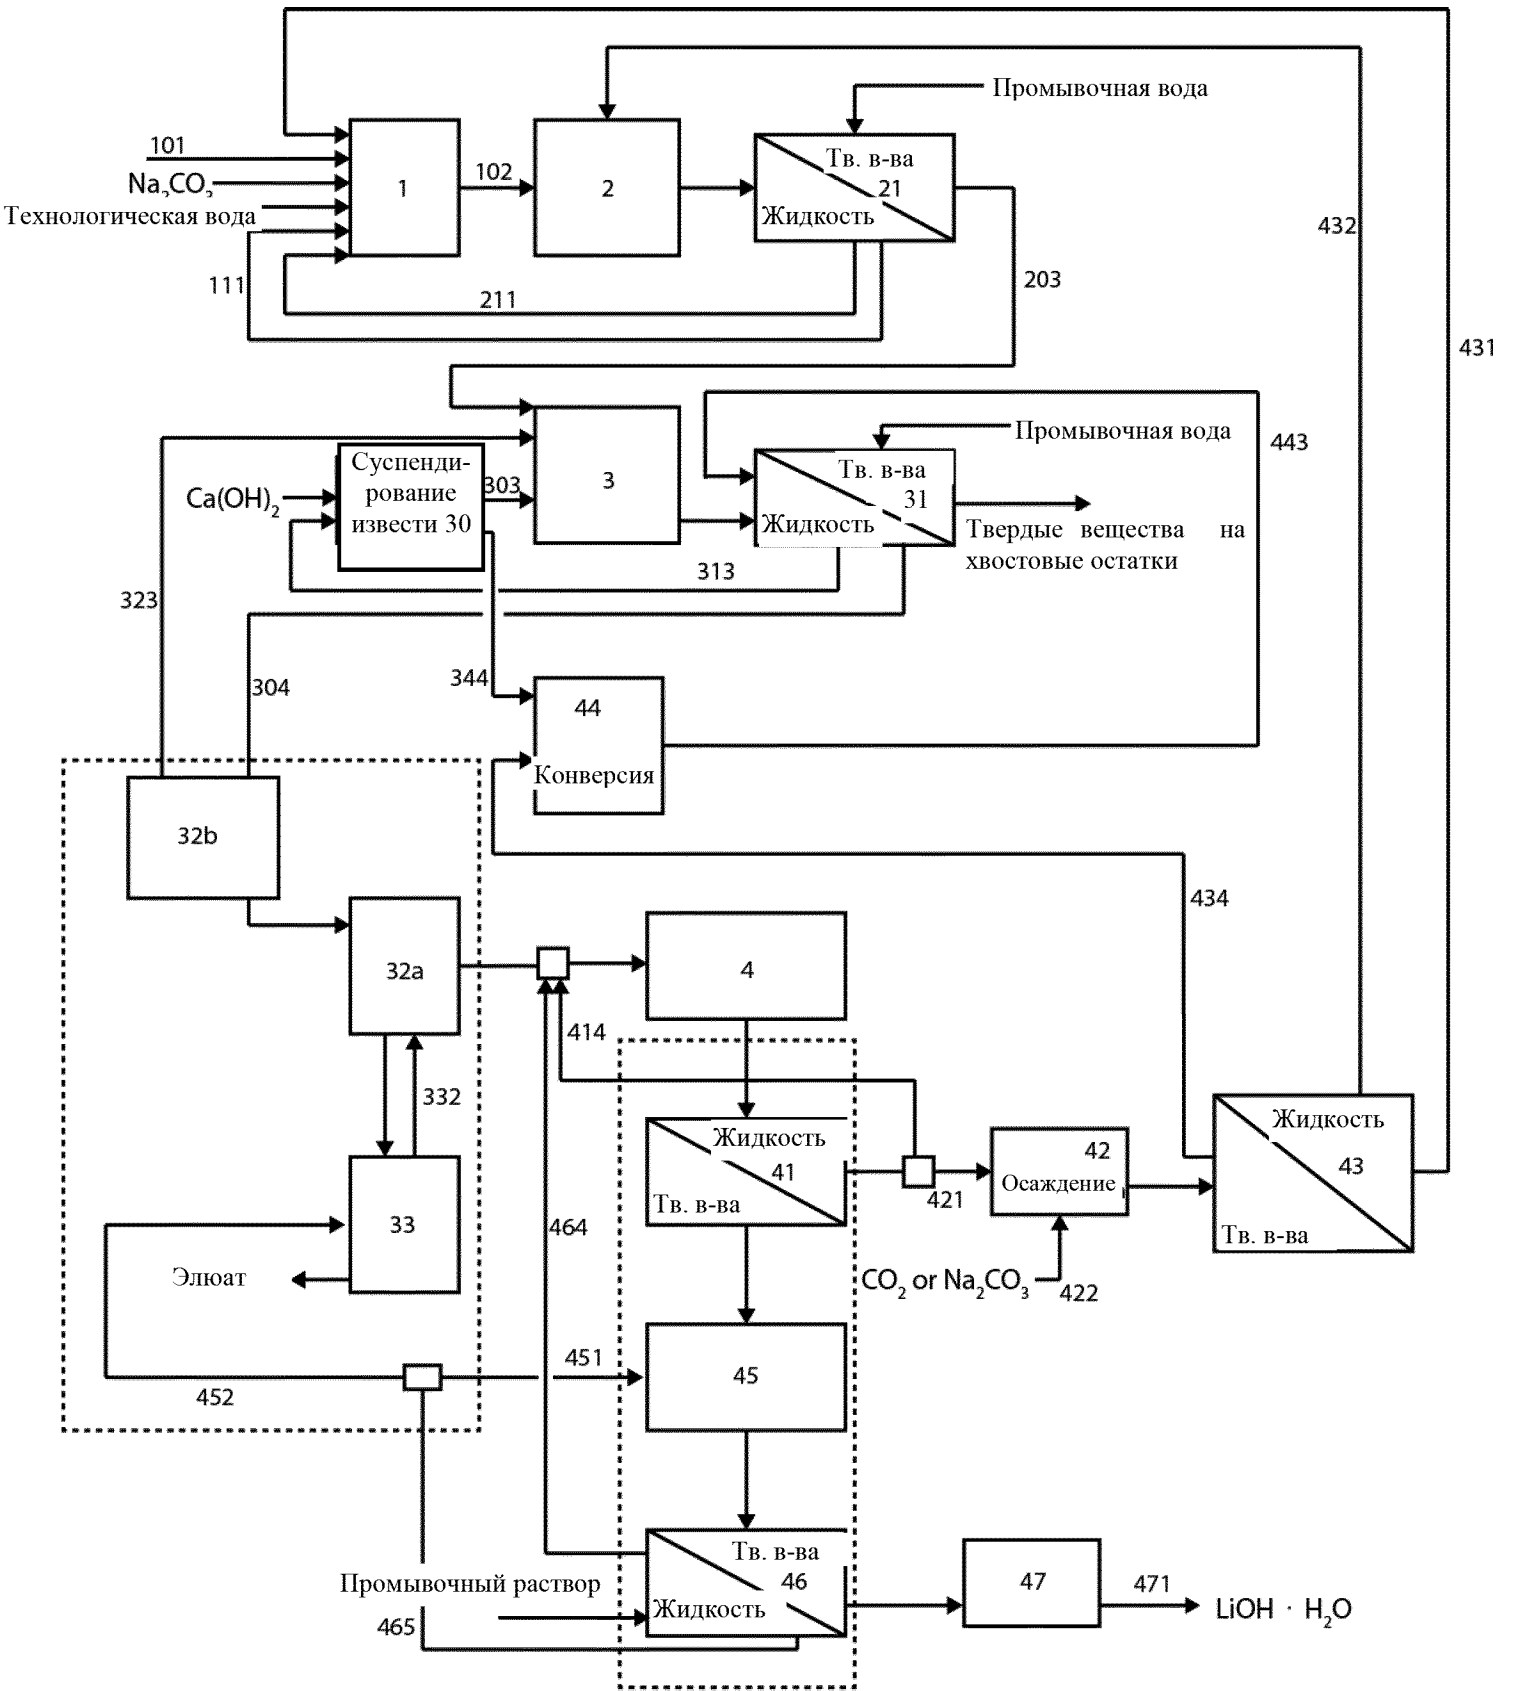 Промывочная вода
101
Na2CO3
Технологическая вода
1
102
2
Тв. в-ва
21
Жидкость
432
111
211
203
431
Промывочная вода
443
Суспенди-
рование
извести 30
Ca(OH)2
303
3
Тв. в-ва
31
Жидкость
Твердые вещества на
хвостовые остатки
313
323
304
344
44
Конверсия
32b
434
32a
4
414
332
Жидкость
41
Тв. в-ва
421
42
Осаждение
Жидкость
43
Тв. в-ва
33
464
Элюат
CO2 or Na2CO3
422
451
45
452
Тв. в-ва
46
Жидкость
Промывочный раствор
465
47
471
LiOH · H2O